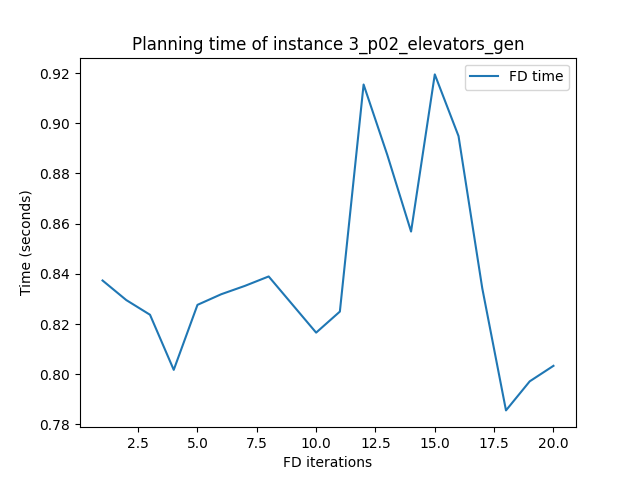 Planning time of instance 3_p02_elevators_gen
FD time
Time (seconds)
0.92
0.90
0.88
0.86
0.84
0.82
0.80
0.78
2.5 5.0 7.5 10.0 12.5 15.0 17.5 20.0
FD iterations